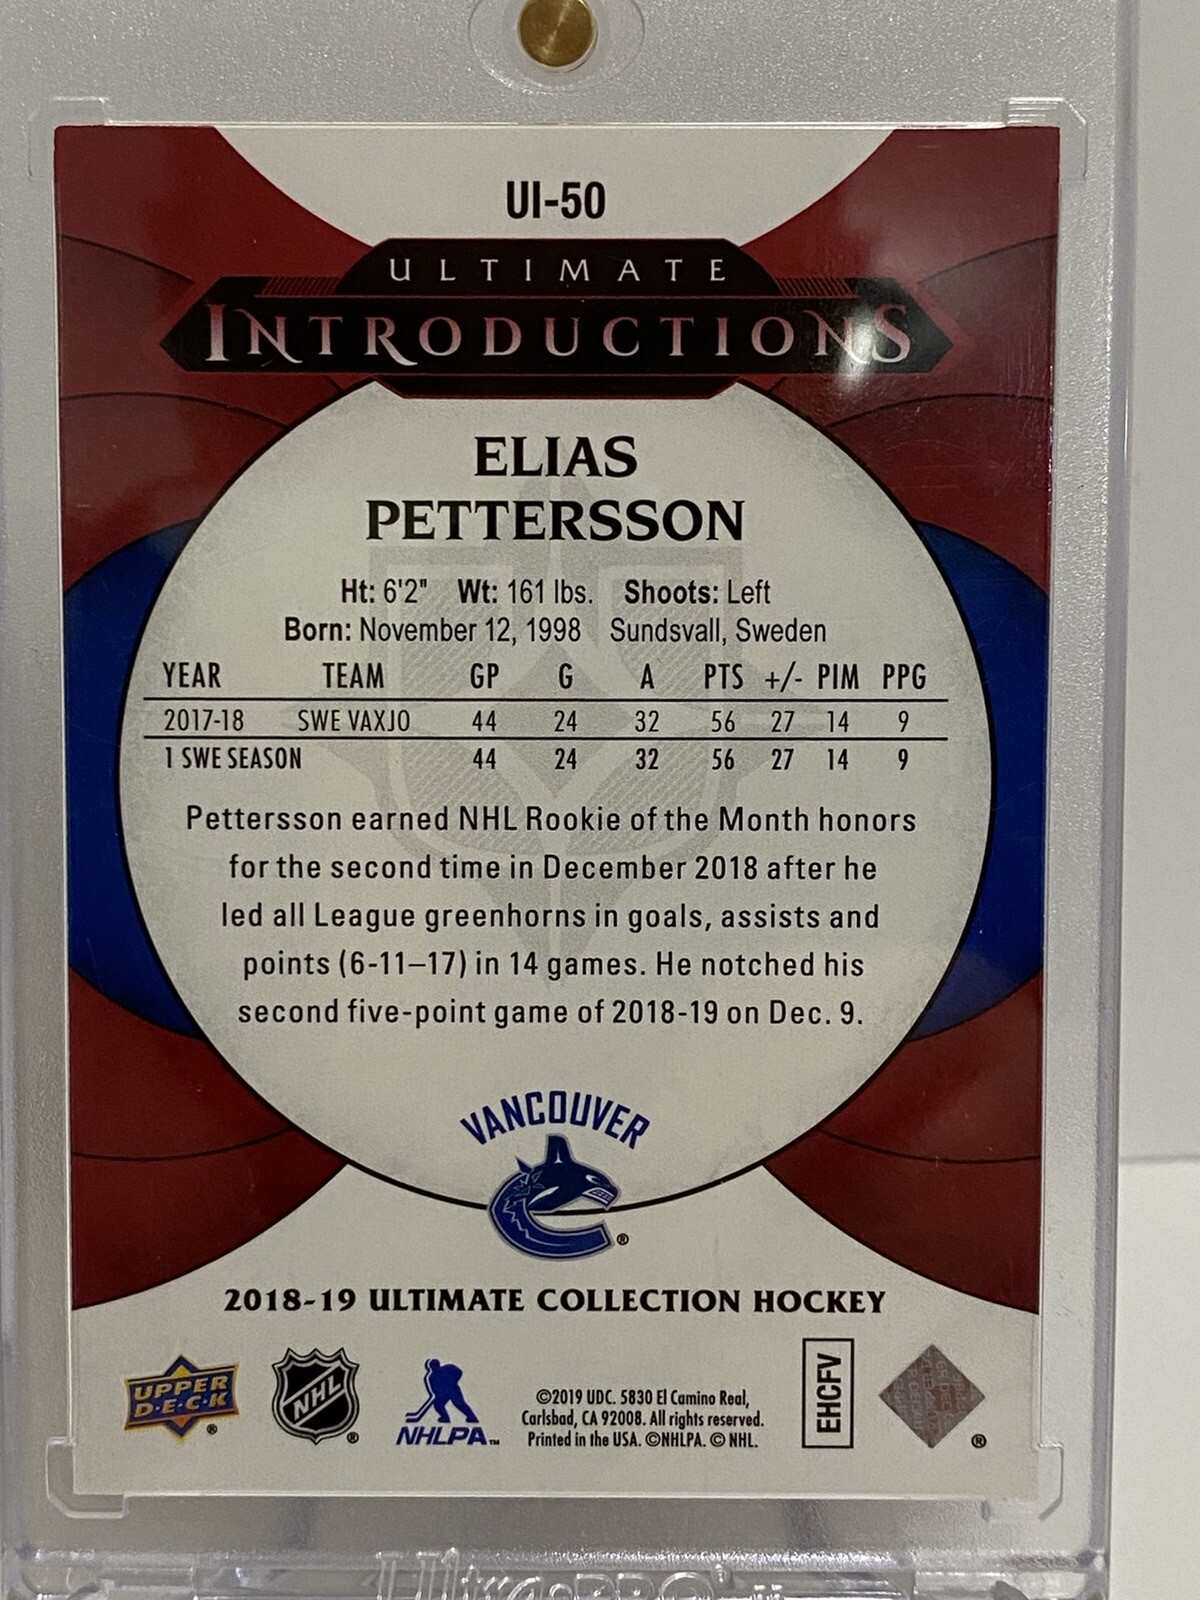 UI-50
ULTIMATE
INTRODUCTIONS
ELIAS
PETTERSSON
Ht: 6'2" Wt: 161 lbs. Shoots: Left
Born: November 12, 1998 Sundsvall, Sweden
YEAR TEAM GP G A PTS +/- PIM PPG
2017-18 SWE VAXJO 44 24 32 56 27 14 9
1 SWE SEASON 44 24 32 56 27 14 9
Pettersson earned NHL Rookie of the Month honors
for the second time in December 2018 after he
led all League greenhorns in goals, assists and
points (6-11–17) in 14 games. He notched his
second five-point game of 2018-19 on Dec. 9.
VANCOUVER
®
2018-19 ULTIMATE COLLECTION HOCKEY
UPPER
D·E·C·K ®
NHL ®
NHLPA™
©2019 UDC. 5830 El Camino Real,
Carlsbad, CA 92008. All rights reserved.
Printed in the USA. ©NHLPA. © NHL.
EHCFV
®
Ultra·PRO®